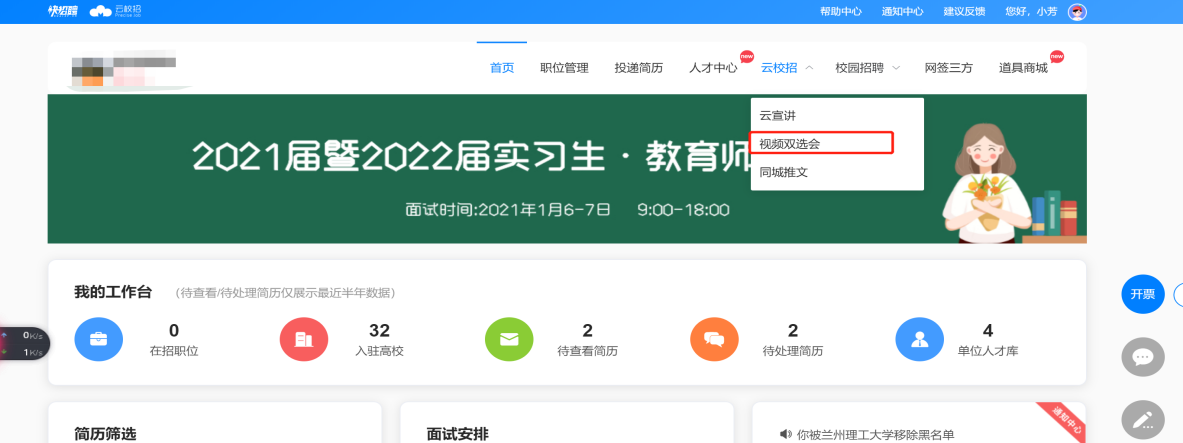 快招聘 云校招 帮助中心 通知中心 建议反馈 您好，小芳
首页 职位管理 投递简历 人才中心 new 云校招 校园招聘 网签三方 道具商城 new
云宣讲
视频双选会
同城推文
2021届暨2022届实习生·教育师
面试时间:2021年1月6-7日 9:00-18:00
我的工作台 (待查看/待处理简历仅展示最近半年数据)
0 32 2 2 4
在招职位 入驻高校 待查看简历 待处理简历 单位人才库
开票
0K/s
1K/s
简历筛选 面试安排 你被兰州理工大学移除黑名单 通知中心